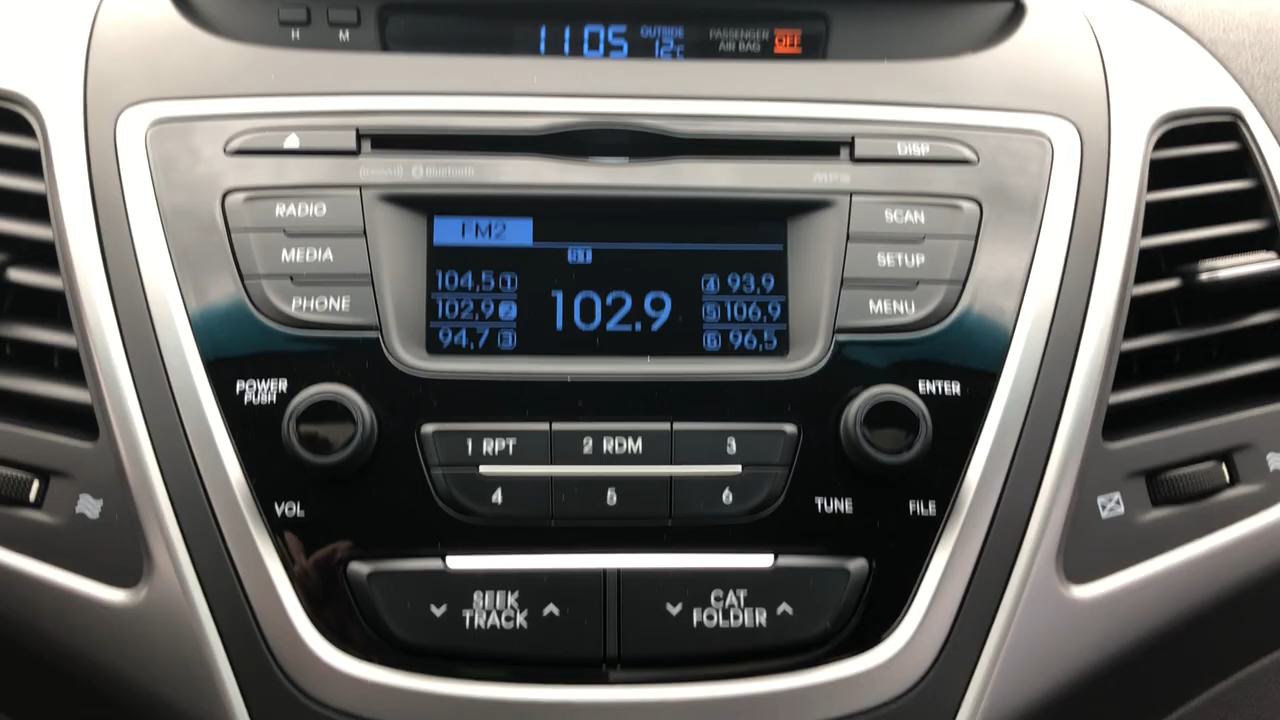 H M
1105 OUTSIDE 12°C PASSENGER AIR BAG OFF
DISP
Bluetooth
RADIO
MEDIA
PHONE
FM2
104,5 1
102,9 2
94,7 3
102.9
4 93,9
5 106,9
6 96,5
SCAN
SETUP
MENU
POWER
PUSH
VOL
1 RPT 2 RDM 3
4 5 6
ENTER
TUNE FILE
SEEK
TRACK
CAT
FOLDER